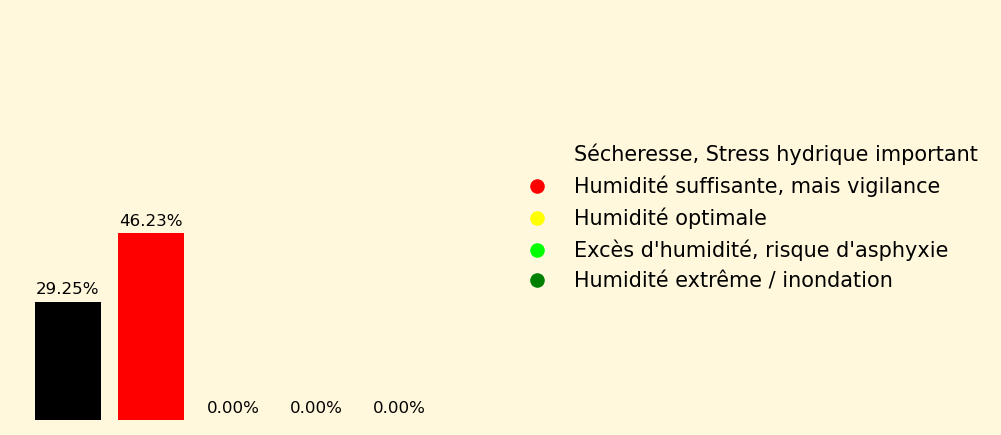 46.23%
29.25%
0.00% 0.00% 0.00%
Sécheresse, Stress hydrique important
Humidité suffisante, mais vigilance
Humidité optimale
Excès d'humidité, risque d'asphyxie
Humidité extrême / inondation